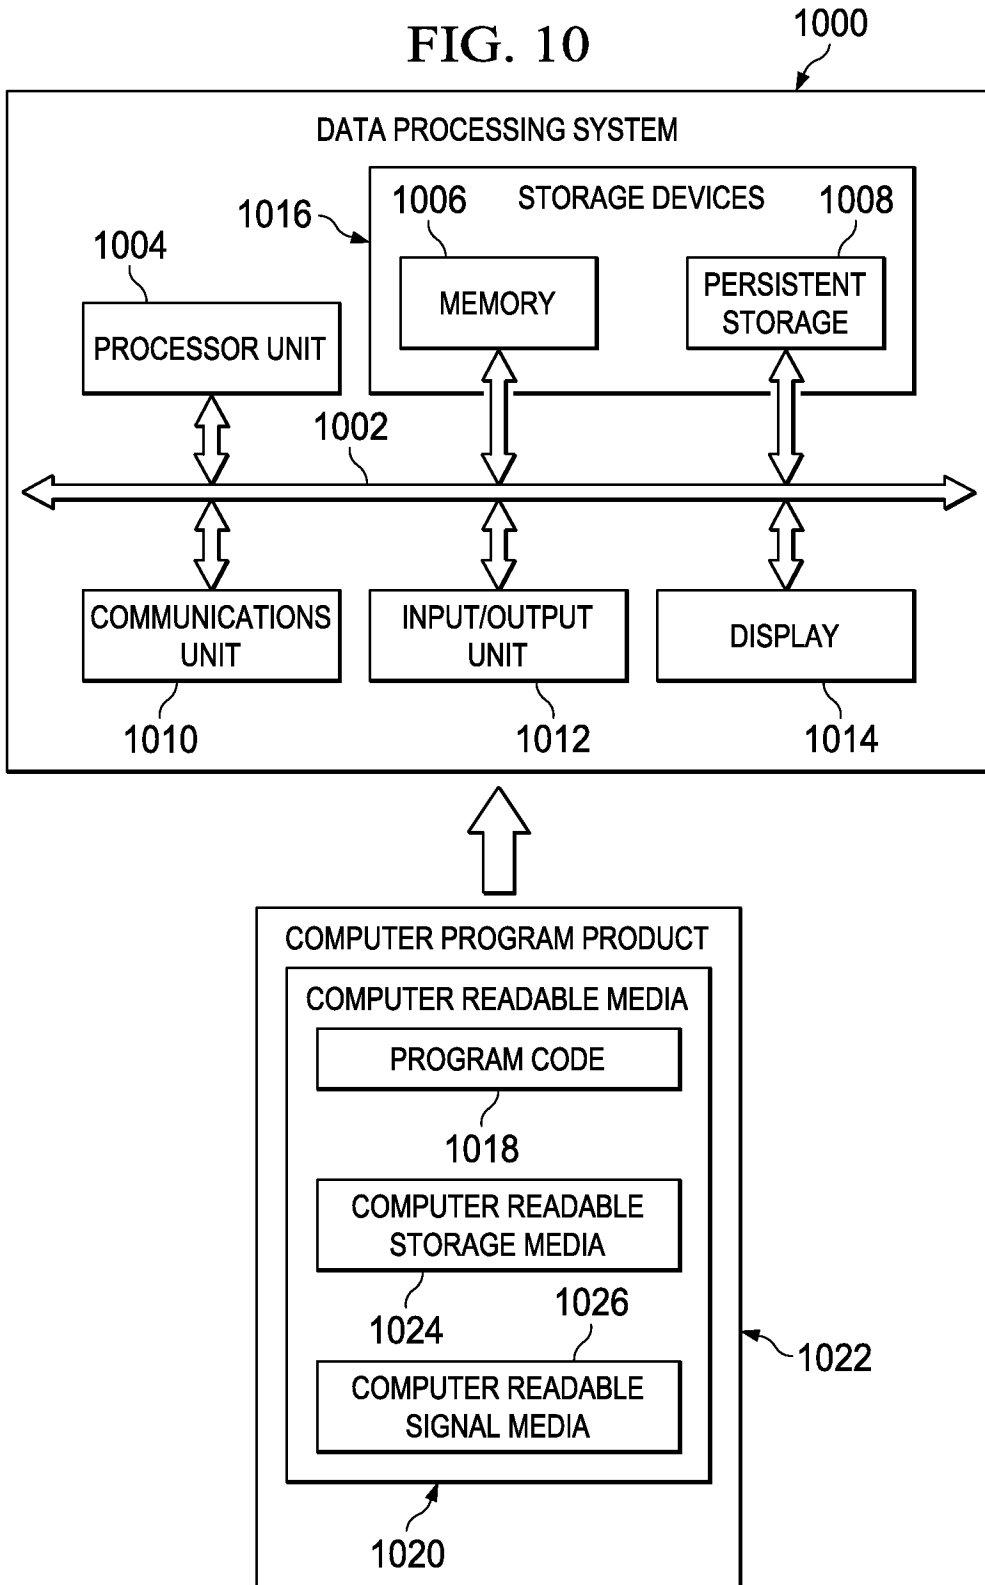 FIG. 10
1000
DATA PROCESSING SYSTEM
STORAGE DEVICES
1016
1006
1008
1004
MEMORY
PERSISTENT
STORAGE
PROCESSOR UNIT
1002
COMMUNICATIONS
UNIT
INPUT/OUTPUT
UNIT
DISPLAY
1010
1012
1014
COMPUTER PROGRAM PRODUCT
COMPUTER READABLE MEDIA
PROGRAM CODE
1018
COMPUTER READABLE
STORAGE MEDIA
1024
1026
1022
COMPUTER READABLE
SIGNAL MEDIA
1020